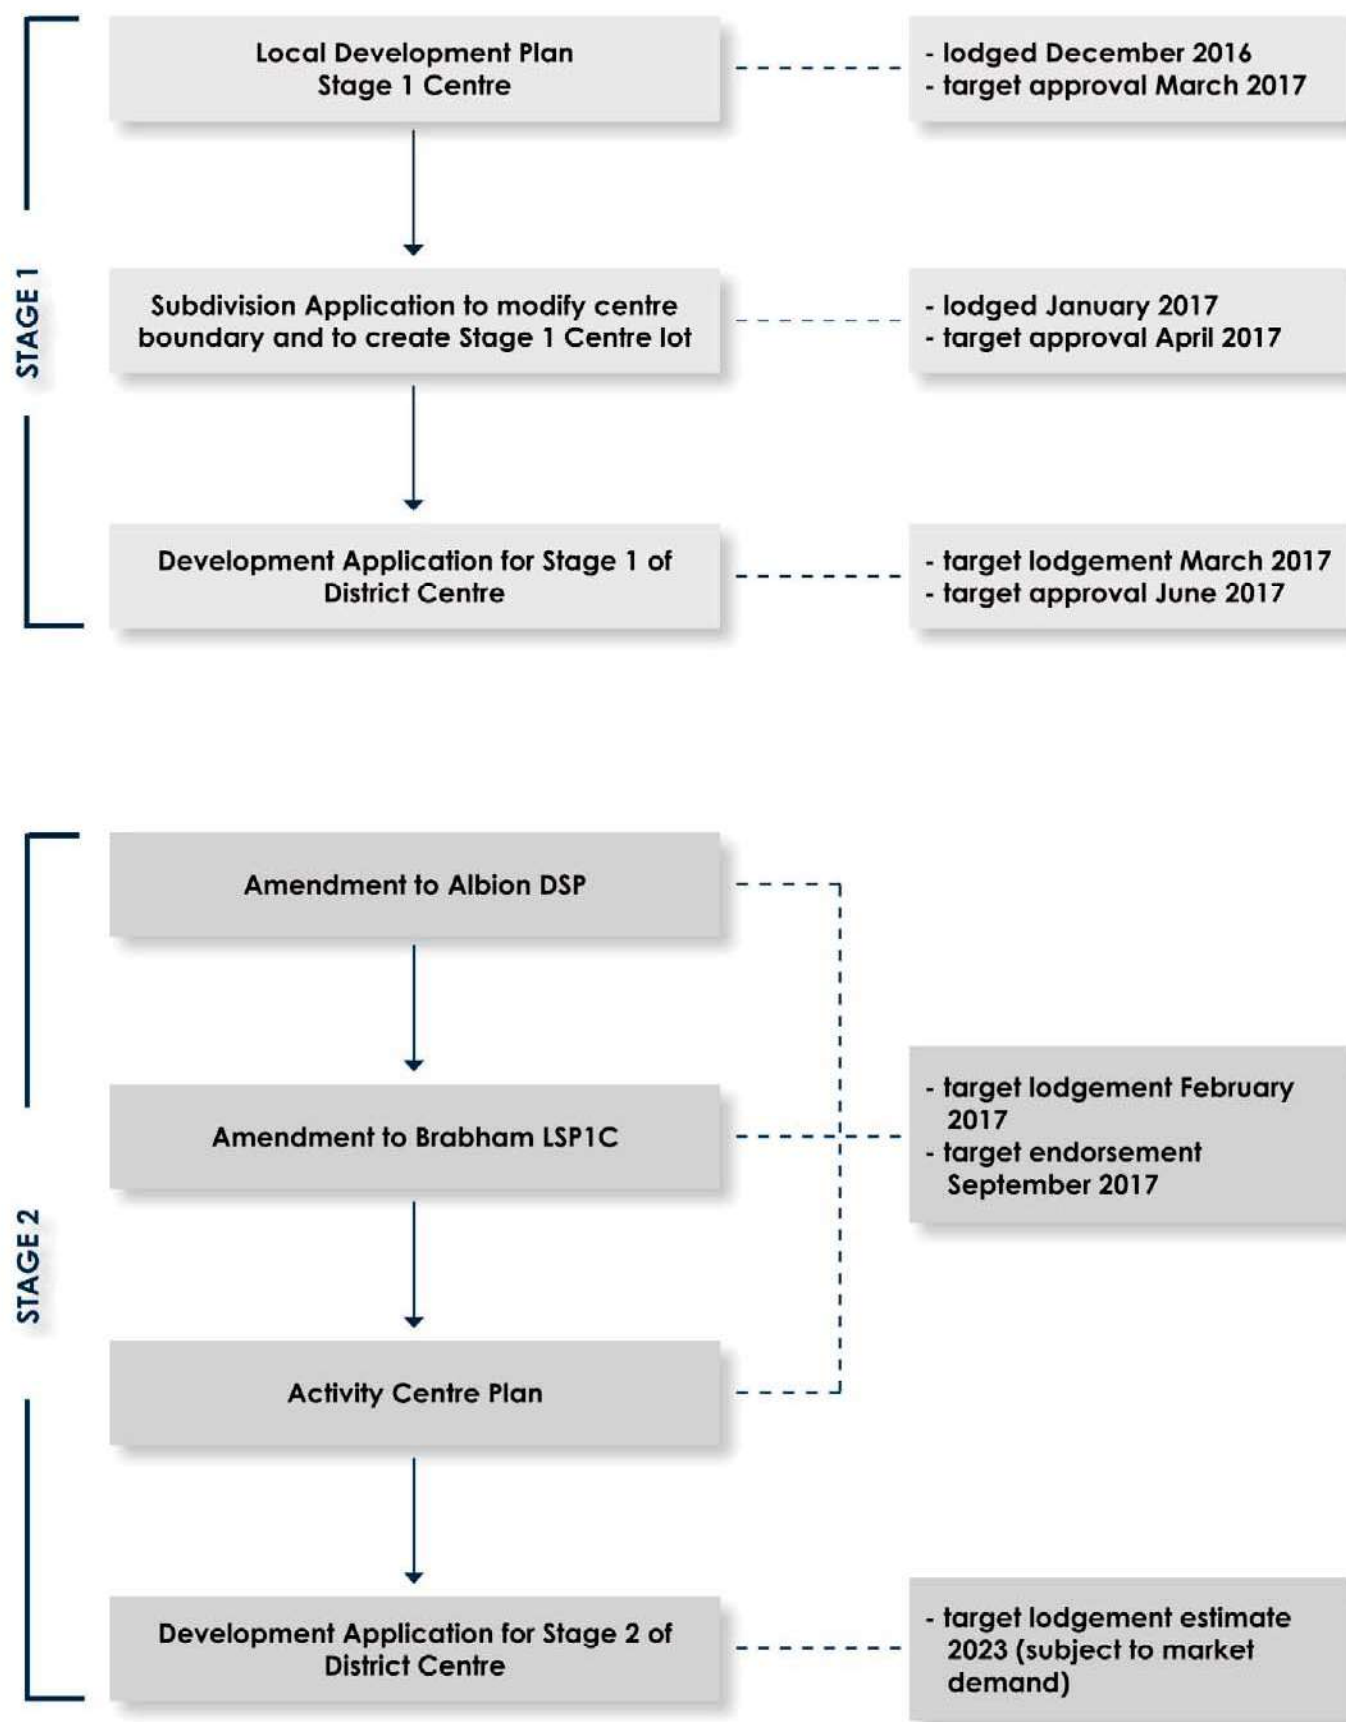 STAGE 1
Local Development Plan
Stage 1 Centre
- lodged December 2016
- target approval March 2017
Subdivision Application to modify centre
boundary and to create Stage 1 Centre lot
- lodged January 2017
- target approval April 2017
Development Application for Stage 1 of
District Centre
- target lodgement March 2017
- target approval June 2017
STAGE 2
Amendment to Albion DSP
Amendment to Brabham LSP1C
Activity Centre Plan
- target lodgement February
2017
- target endorsement
September 2017
Development Application for Stage 2 of
District Centre
- target lodgement estimate
2023 (subject to market
demand)